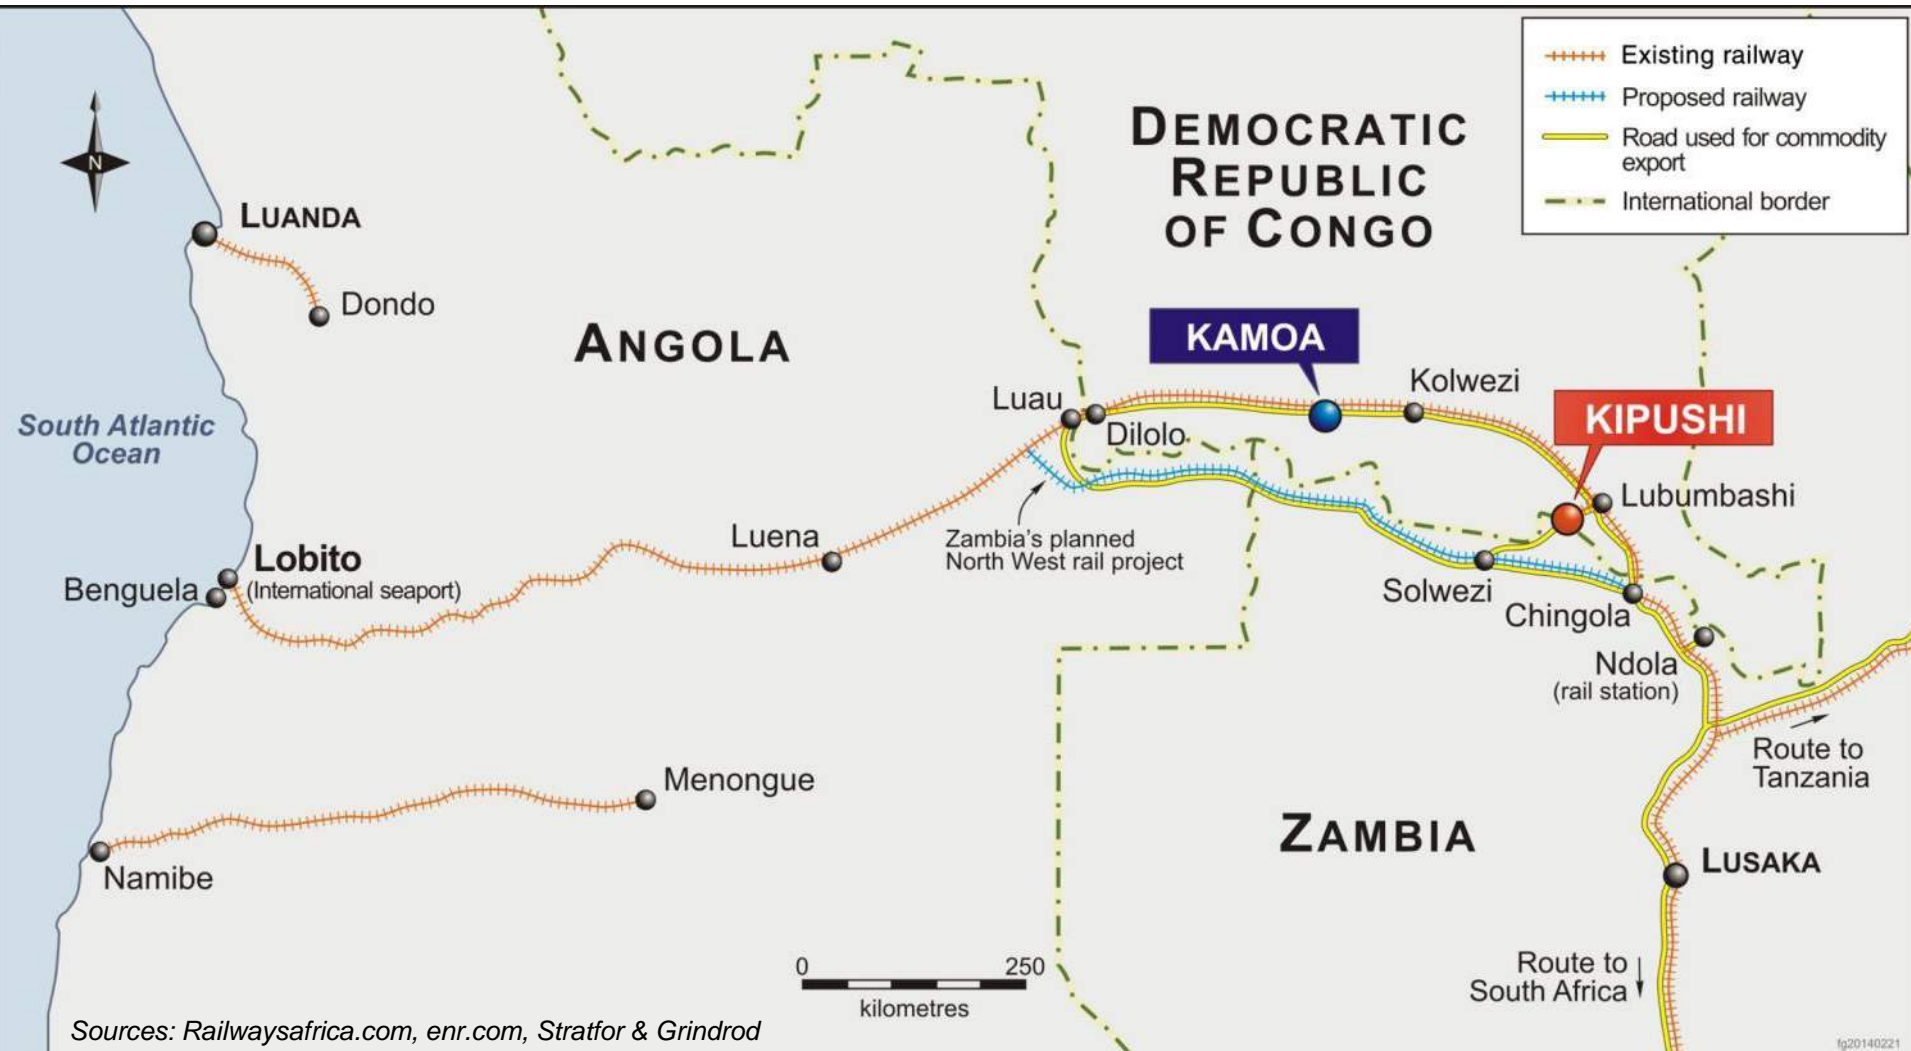 Existing railway
Proposed railway
Road used for commodity
export
International border
DEMOCRATIC
REPUBLIC
OF CONGO
N
LUANDA
Dondo
ANGOLA
KAMOA
Kolwezi
KIPUSHI
Luau
Dilolo
South Atlantic
Ocean
Lubumbashi
Luena
Zambia's planned
North West rail project
Lobito
(International seaport)
Benguela
Solwezi
Chingola
Ndola
(rail station)
Route to
Tanzania
Menongue
Namibe
ZAMBIA
LUSAKA
0 250
kilometres
Route to
South Africa
Sources: Railwaysafrica.com, enr.com, Stratfor & Grindrod
fg20140221